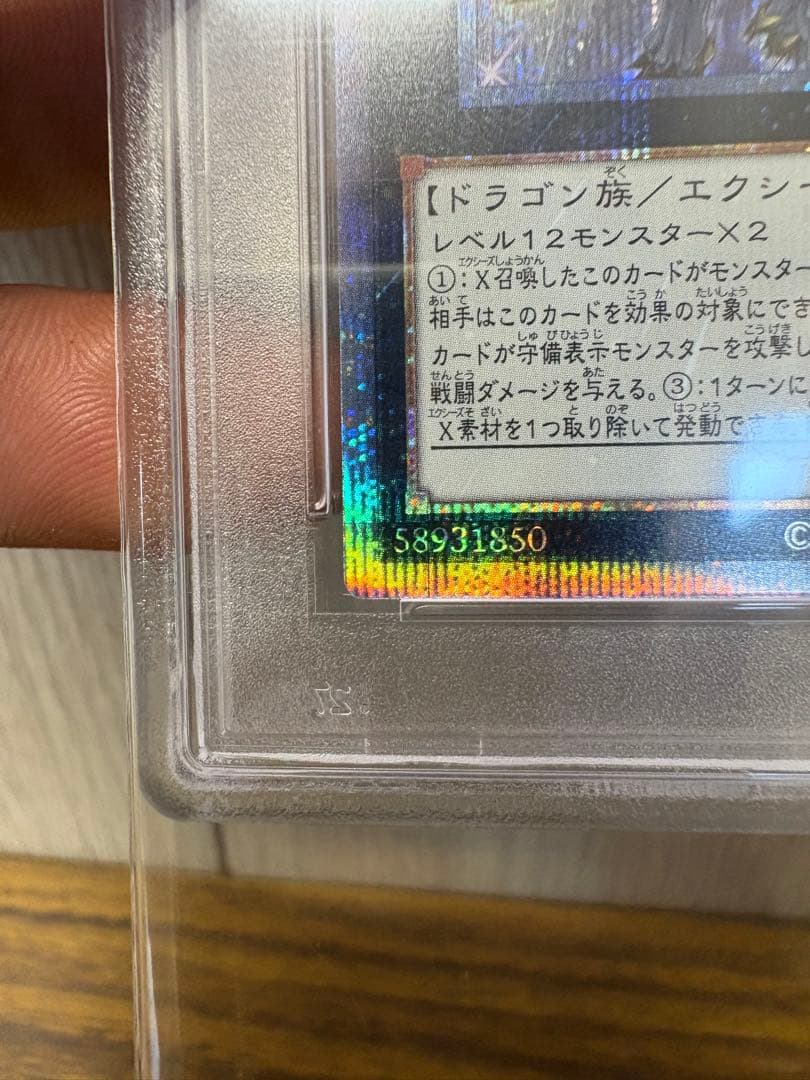 【ドラゴン族／エクシー
レベル12モンスター×2
①：X召喚したこのカードがモンスター
相手はこのカードを効果の対象にでき
カードが守備表示モンスターを攻撃し
戦闘ダメージを与える。③：1ターンに
X素材を1つ取り除いて発動でき
58931850 ©